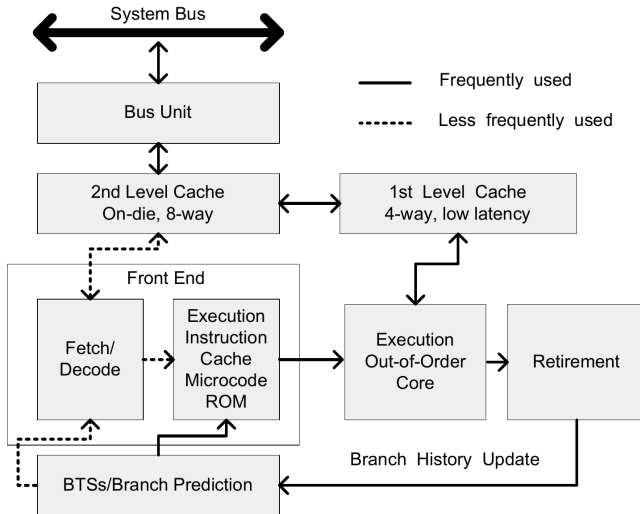 System Bus
Frequently used
Bus Unit
Less frequently used
2nd Level Cache
On-die, 8-way
1st Level Cache
4-way, low latency
Front End
Fetch/
Decode
Execution
Instruction
Cache
Microcode
ROM
Execution
Out-of-Order
Core
Retirement
BTSs/Branch Prediction
Branch History Update